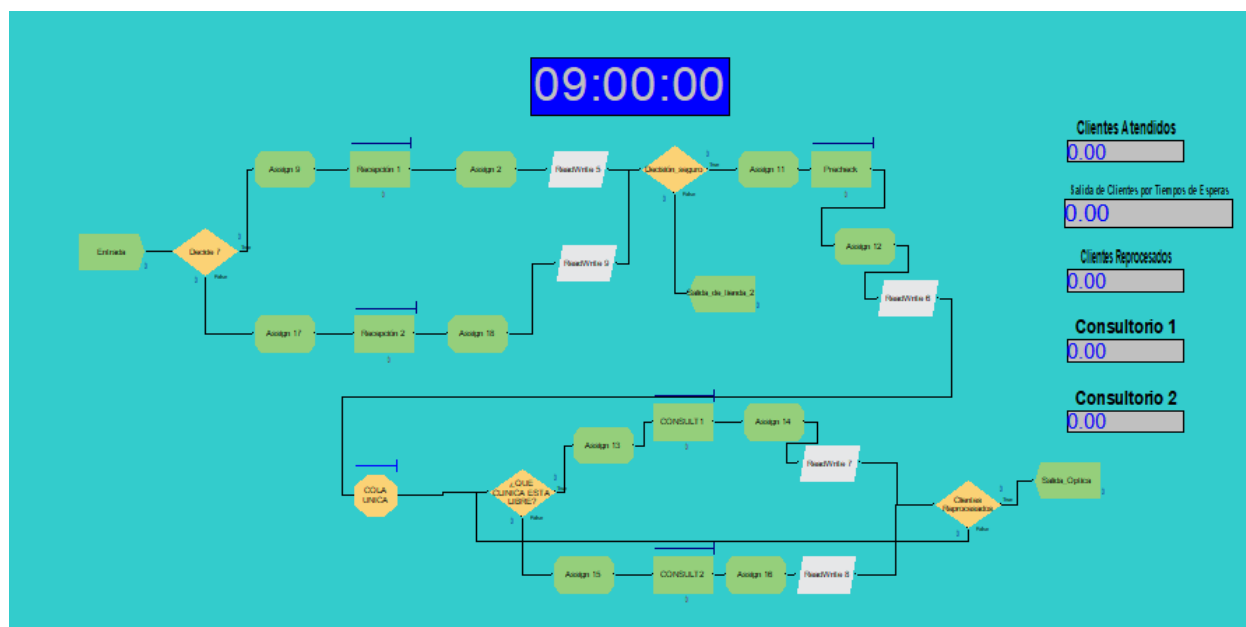 09:00:00
Clientes Atendidos
0.00
Salida de Clientes por Tiempos de Esperas
0.00
Clientes Reprocesados
0.00
Consultorio 1
0.00
Consultorio 2
0.00
Entrada
Decide 7
True
False
Assign 9
Recepción 1
Assign 2
ReadWrite 5
Decisión_seguro
True
False
Assign 11
Precheck
Assign 12
ReadWrite 6
Salida_de_tienda_2
Assign 17
Recepción 2
Assign 18
ReadWrite 9
COLA
UNICA
¿QUE
CLINICA ESTA
LIBRE?
True
False
Assign 13
CONSULT1
Assign 14
ReadWrite 7
Assign 15
CONSULT2
Assign 16
ReadWrite 8
Clientes
Reprocesados
True
False
Salida_Optica